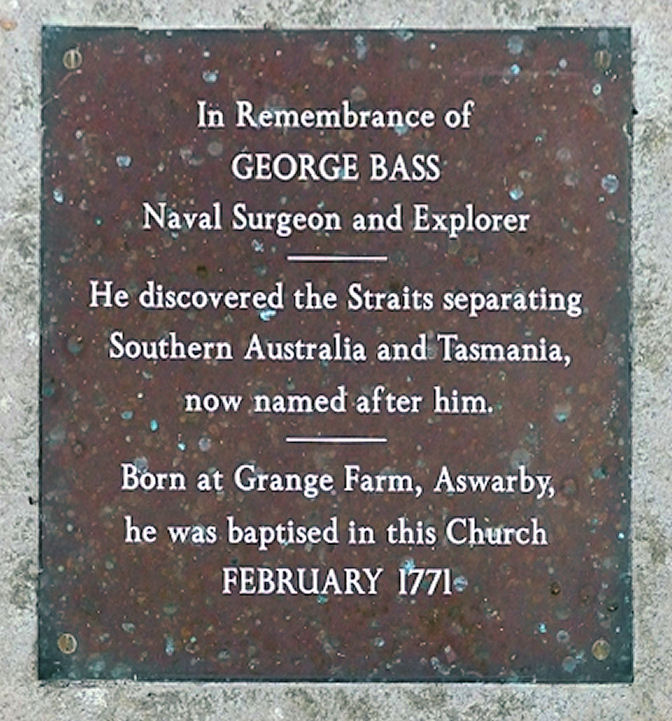 In Remembrance of
GEORGE BASS
Naval Surgeon and Explorer
He discovered the Straits separating
Southern Australia and Tasmania,
now named after him.
Born at Grange Farm, Aswarby,
he was baptised in this Church
FEBRUARY 1771